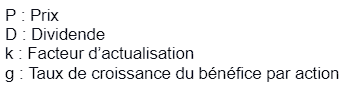 P : Prix
D : Dividende
k : Facteur d'actualisation
g : Taux de croissance du bénéfice par action